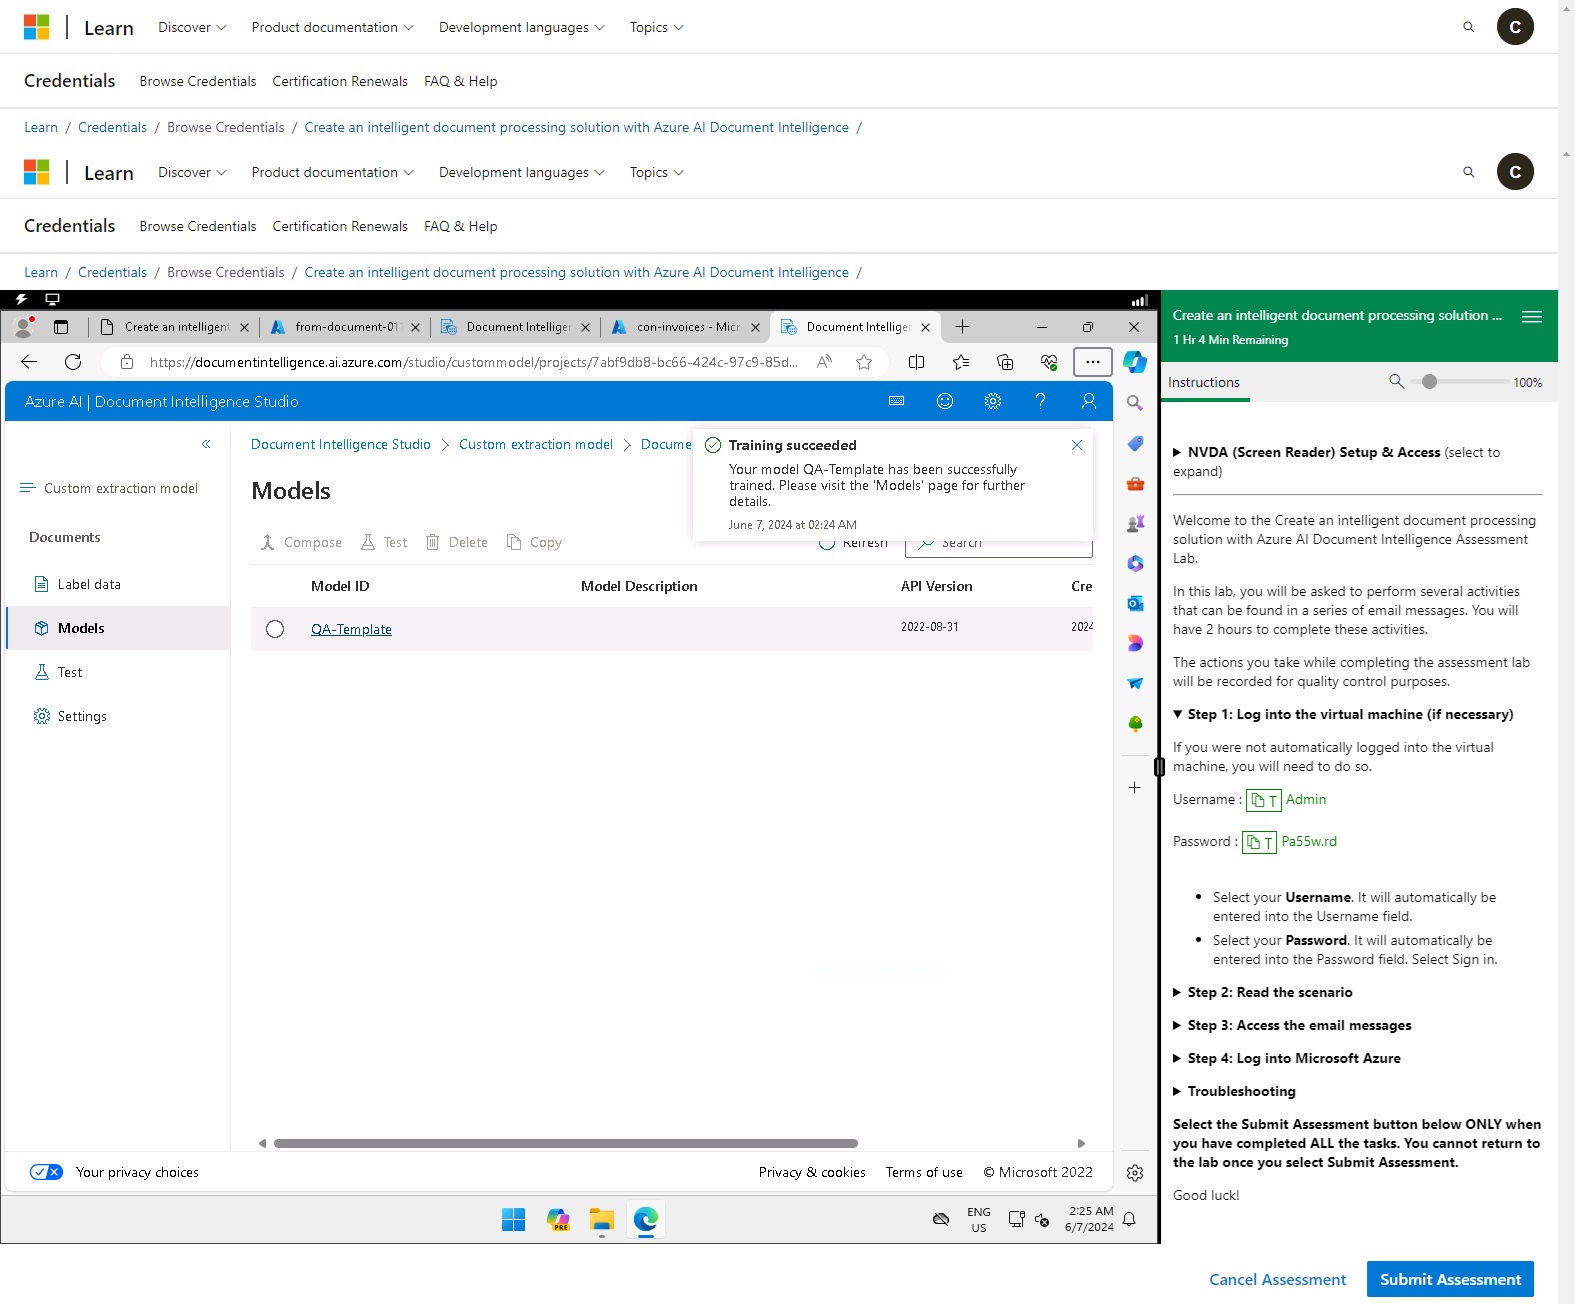 Learn Discover Product documentation Development languages Topics C
Credentials Browse Credentials Certification Renewals FAQ & Help
Learn / Credentials / Browse Credentials / Create an intelligent document processing solution with Azure AI Document Intelligence /
Learn Discover Product documentation Development languages Topics C
Credentials Browse Credentials Certification Renewals FAQ & Help
Learn / Credentials / Browse Credentials / Create an intelligent document processing solution with Azure AI Document Intelligence /
Create an intelligent from-document-01 Document Intelligen con-invoices - Micr Document Intelligen
https://documentintelligence.ai.azure.com/studio/custommodel/projects/7abf9db8-bc66-424c-97c9-85d...
Azure AI | Document Intelligence Studio
Document Intelligence Studio > Custom extraction model > Docume
Training succeeded
Your model QA-Template has been successfully
trained. Please visit the 'Models' page for further
details.
June 7, 2024 at 02:24 AM
Custom extraction model
Documents
Label data
Models
Test
Settings
Models
Compose Test Delete Copy Refresh Search
Model ID Model Description API Version Cre
QA-Template 2022-08-31 2024
Your privacy choices Privacy & cookies Terms of use © Microsoft 2022
PRE
ENG
US
2:25 AM
6/7/2024
Create an intelligent document processing solution ...
1 Hr 4 Min Remaining
Instructions 100%
NVDA (Screen Reader) Setup & Access (select to
expand)
Welcome to the Create an intelligent document processing
solution with Azure AI Document Intelligence Assessment
Lab.
In this lab, you will be asked to perform several activities
that can be found in a series of email messages. You will
have 2 hours to complete these activities.
The actions you take while completing the assessment lab
will be recorded for quality control purposes.
Step 1: Log into the virtual machine (if necessary)
If you were not automatically logged into the virtual
machine, you will need to do so.
Username : T Admin
Password : T Pa55w.rd
• Select your Username. It will automatically be
entered into the Username field.
• Select your Password. It will automatically be
entered into the Password field. Select Sign in.
Step 2: Read the scenario
Step 3: Access the email messages
Step 4: Log into Microsoft Azure
Troubleshooting
Select the Submit Assessment button below ONLY when
you have completed ALL the tasks. You cannot return to
the lab once you select Submit Assessment.
Good luck!
Cancel Assessment Submit Assessment